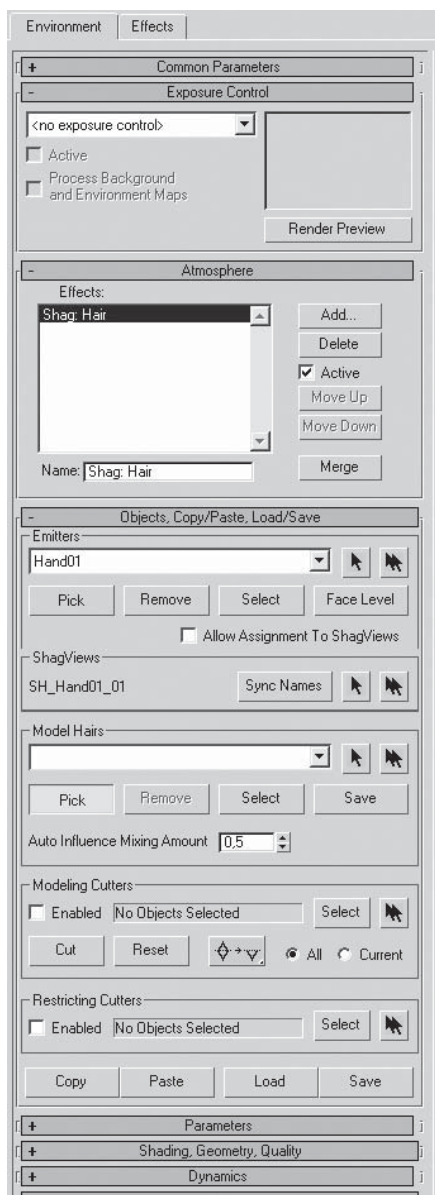 Environment Effects
+ Common Parameters
- Exposure Control
<no exposure control>
Active
Process Background
and Environment Maps
Render Preview
- Atmosphere
Effects:
Shag: Hair
Add...
Delete
Active
Move Up
Move Down
Name: Shag: Hair
Merge
- Objects, Copy/Paste, Load/Save
Emitters
Hand01
Pick Remove Select Face Level
Allow Assignment To ShagViews
ShagViews
SH_Hand01_01 Sync Names
Model Hairs
Pick Remove Select Save
Auto Influence Mixing Amount 0,5
Modeling Cutters
Enabled No Objects Selected Select
Cut Reset All Current
Restricting Cutters
Enabled No Objects Selected Select
Copy Paste Load Save
+ Parameters
+ Shading, Geometry, Quality
+ Dynamics